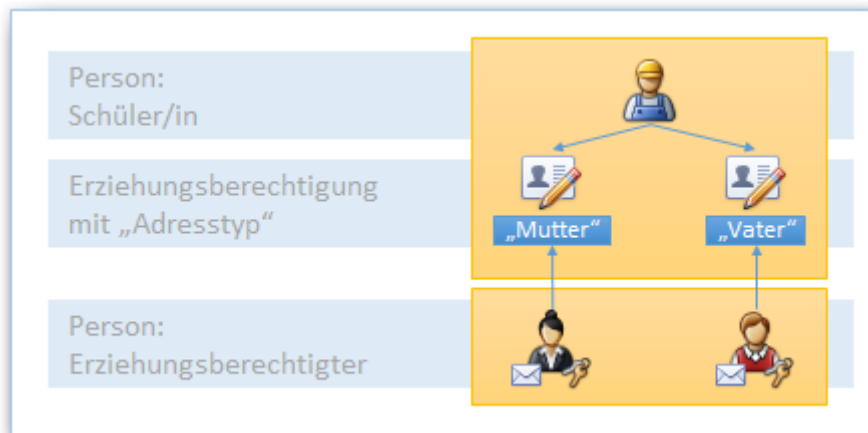 Person:
Schüler/in
Erziehungsberechtigung
mit „Adresstyp“
„Mutter“
„Vater“
Person:
Erziehungsberechtigter